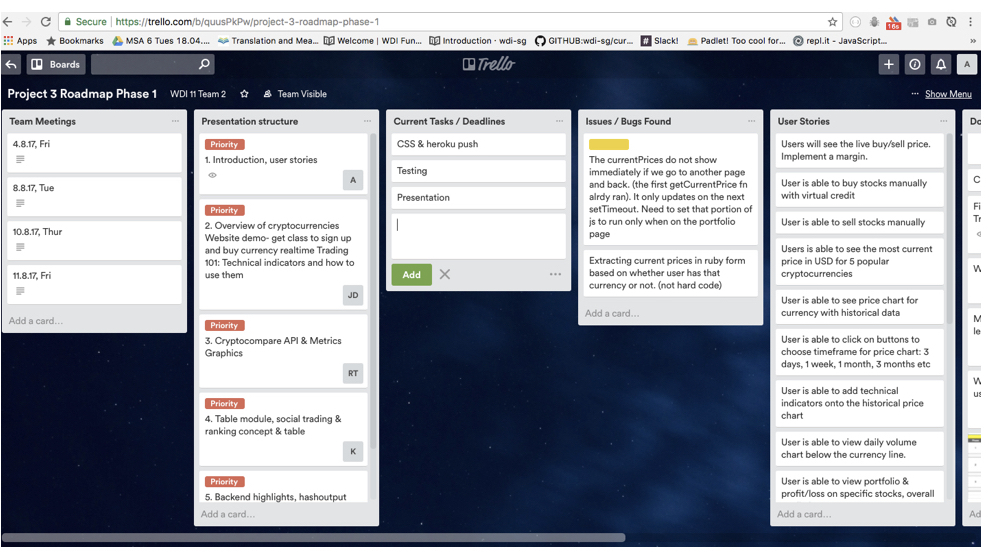 Secure
https://trello.com/b/quusPkPw/project-3-roadmap-phase-1
16s
Apps
Bookmarks
MSA 6 Tues 18.04....
Translation and Mea...
Welcome | WDI Fun...
Introduction · wdi-sg
GITHUB:wdi-sg/cur...
Slack!
Padlet! Too cool for...
repl.it - JavaScript...
»
Boards
Trello
A
Project 3 Roadmap Phase 1
WDI 11 Team 2
Team Visible
··· Show Menu
Team Meetings
4.8.17, Fri
8.8.17, Tue
10.8.17, Thur
11.8.17, Fri
Add a card...
Presentation structure
Priority
1. Introduction, user stories
A
Priority
2. Overview of cryptocurrencies
Website demo- get class to sign up
and buy currency realtime Trading
101: Technical indicators and how to
use them
JD
Priority
3. Cryptocompare API & Metrics
Graphics
RT
Priority
4. Table module, social trading &
ranking concept & table
K
Priority
5. Backend highlights, hashoutput
Add a card...
Current Tasks / Deadlines
CSS & heroku push
Testing
Presentation
Add
Issues / Bugs Found
The currentPrices do not show
immediately if we go to another page
and back. (the first getCurrentPrice fn
alrdy ran). It only updates on the next
setTimeout. Need to set that portion of
js to run only when on the portfolio
page
Extracting current prices in ruby form
based on whether user has that
currency or not. (not hard code)
Add a card...
User Stories
Users will see the live buy/sell price.
Implement a margin.
User is able to buy stocks manually
with virtual credit
User is able to sell stocks manually
Users is able to see the most current
price in USD for 5 popular
cryptocurrencies
User is able to see price chart for
currency with historical data
User is able to click on buttons to
choose timeframe for price chart: 3
days, 1 week, 1 month, 3 months etc
User is able to add technical
indicators onto the historical price
chart
User is able to view daily volume
chart below the currency line.
User is able to view portfolio &
profit/loss on specific stocks, overall
Add a card...